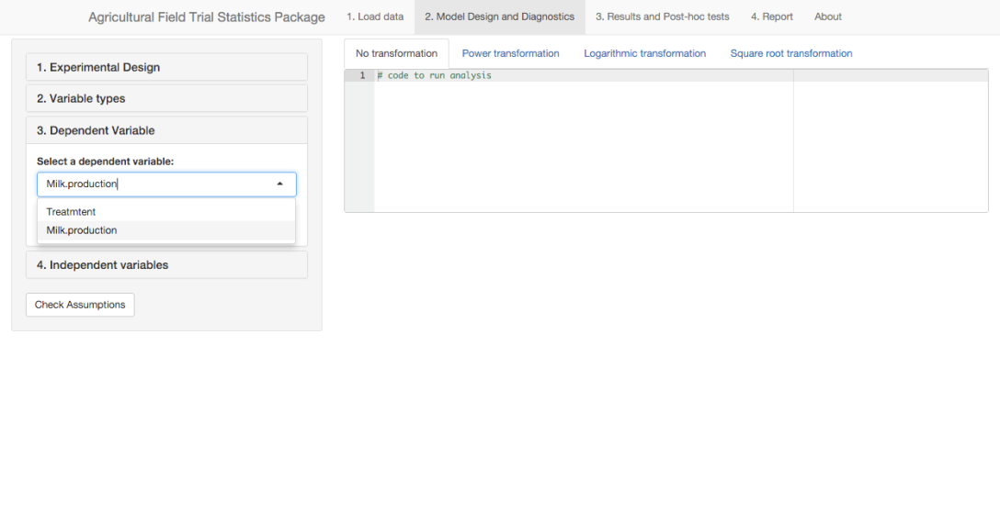 Agricultural Field Trial Statistics Package 1. Load data 2. Model Design and Diagnostics 3. Results and Post-hoc tests 4. Report About
1. Experimental Design
2. Variable types
3. Dependent Variable
Select a dependent variable:
Milk.production
Treatmtent
Milk.production
4. Independent variables
Check Assumptions
No transformation Power transformation Logarithmic transformation Square root transformation
1 # code to run analysis